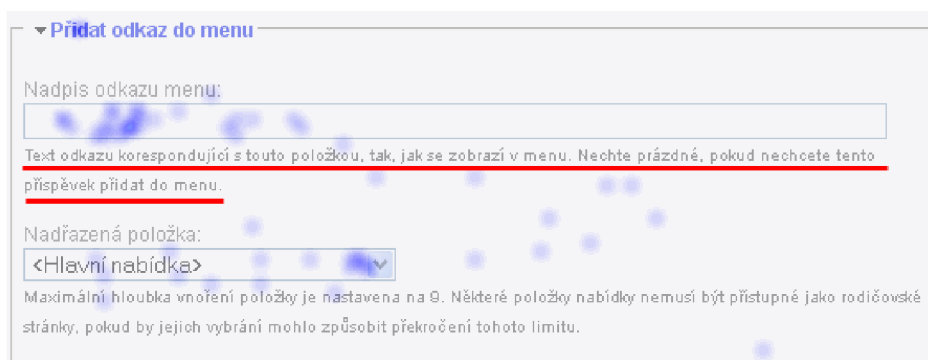 Přidat odkaz do menu
Nadpis odkazu menu:
Text odkazu korespondující s touto položkou, tak, jak se zobrazí v menu. Nechte prázdné, pokud nechcete tento
příspěvek přidat do menu.
Nadřazená položka:
<Hlavní nabídka>
Maximální hloubka vnoření položky je nastavena na 9. Některé položky nabídky nemusí být přístupné jako rodičovské
stránky, pokud by jejich vybrání mohlo způsobit překročení tohoto limitu.